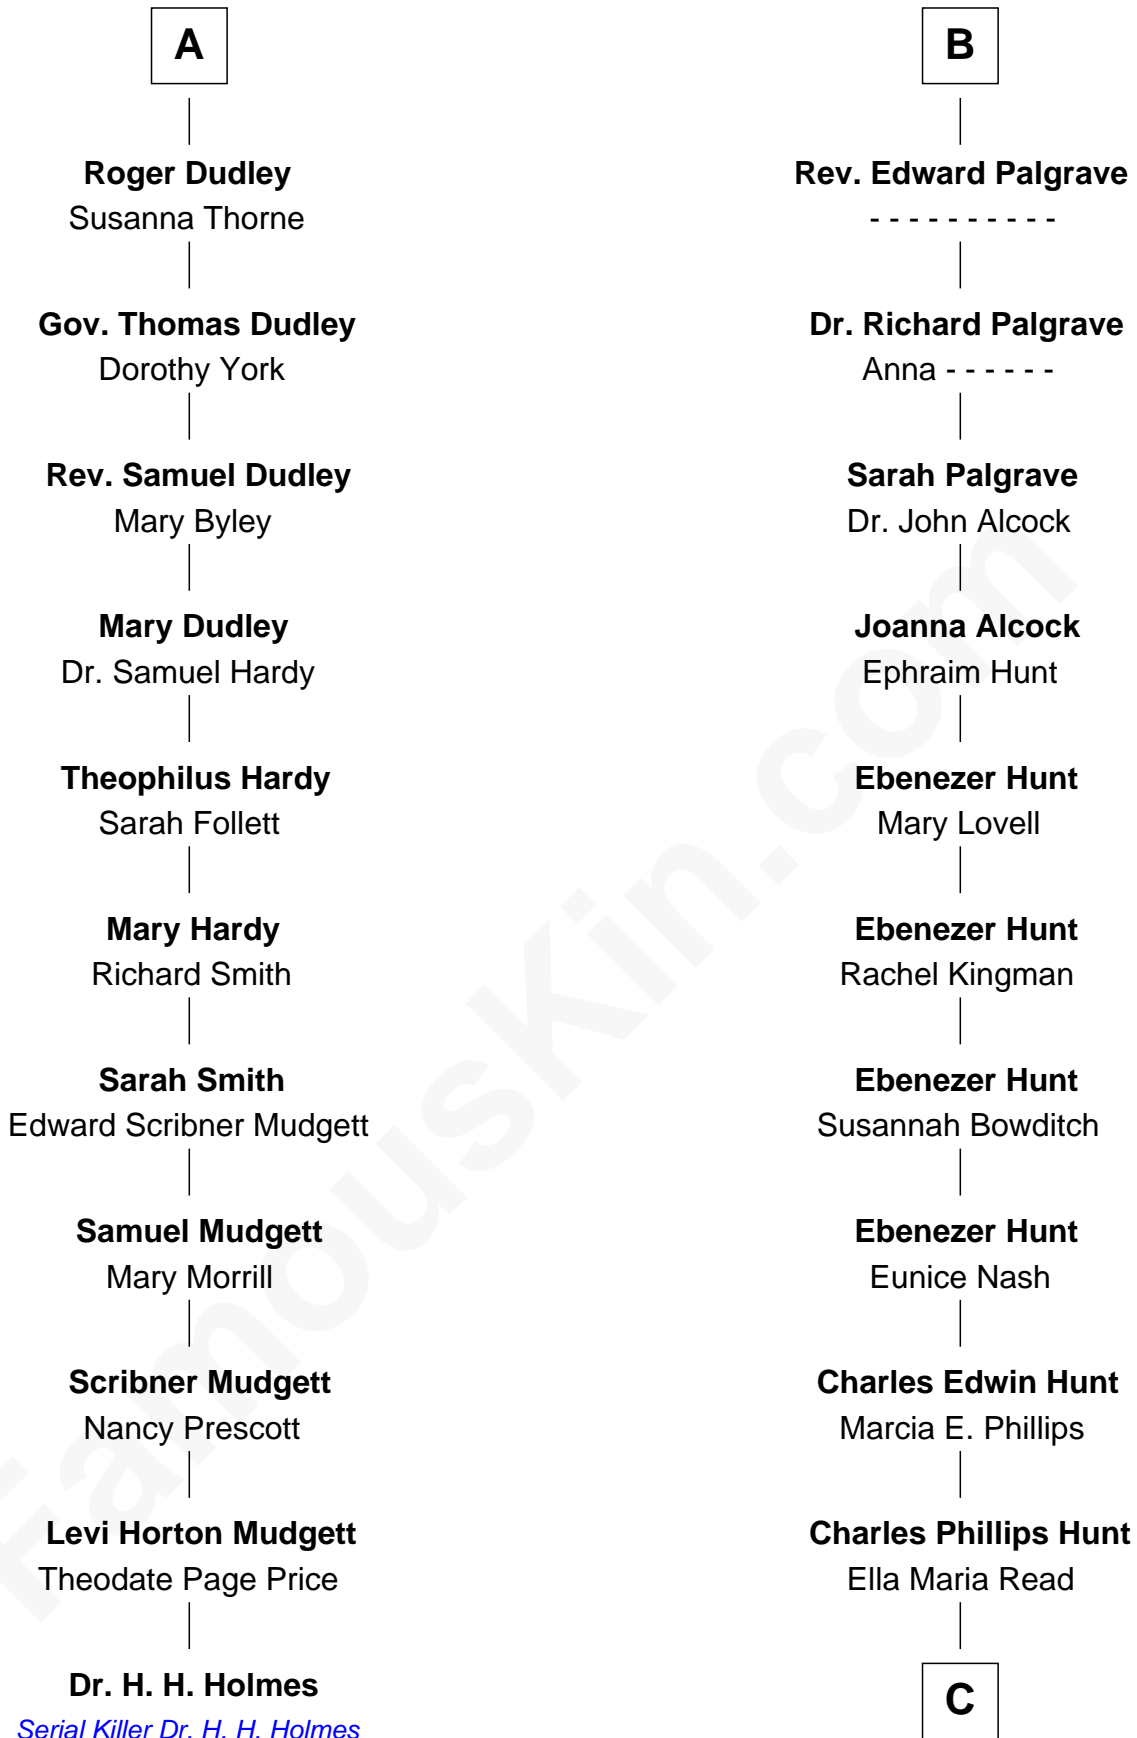 A
Roger Dudley
Susanna Thorne
Gov. Thomas Dudley
Dorothy York
Rev. Samuel Dudley
Mary Byley
Mary Dudley
Dr. Samuel Hardy
Theophilus Hardy
Sarah Follett
Mary Hardy
Richard Smith
Sarah Smith
Edward Scribner Mudgett
Samuel Mudgett
Mary Morrill
Scribner Mudgett
Nancy Prescott
Levi Horton Mudgett
Theodate Page Price
Dr. H. H. Holmes
Serial Killer Dr. H. H. Holmes
B
Rev. Edward Palgrave
- - - - - - - - - -
Dr. Richard Palgrave
Anna - - - - - -
Sarah Palgrave
Dr. John Alcock
Joanna Alcock
Ephraim Hunt
Ebenezer Hunt
Mary Lovell
Ebenezer Hunt
Rachel Kingman
Ebenezer Hunt
Susannah Bowditch
Ebenezer Hunt
Eunice Nash
Charles Edwin Hunt
Marcia E. Phillips
Charles Phillips Hunt
Ella Maria Read
C
FamousKin.com